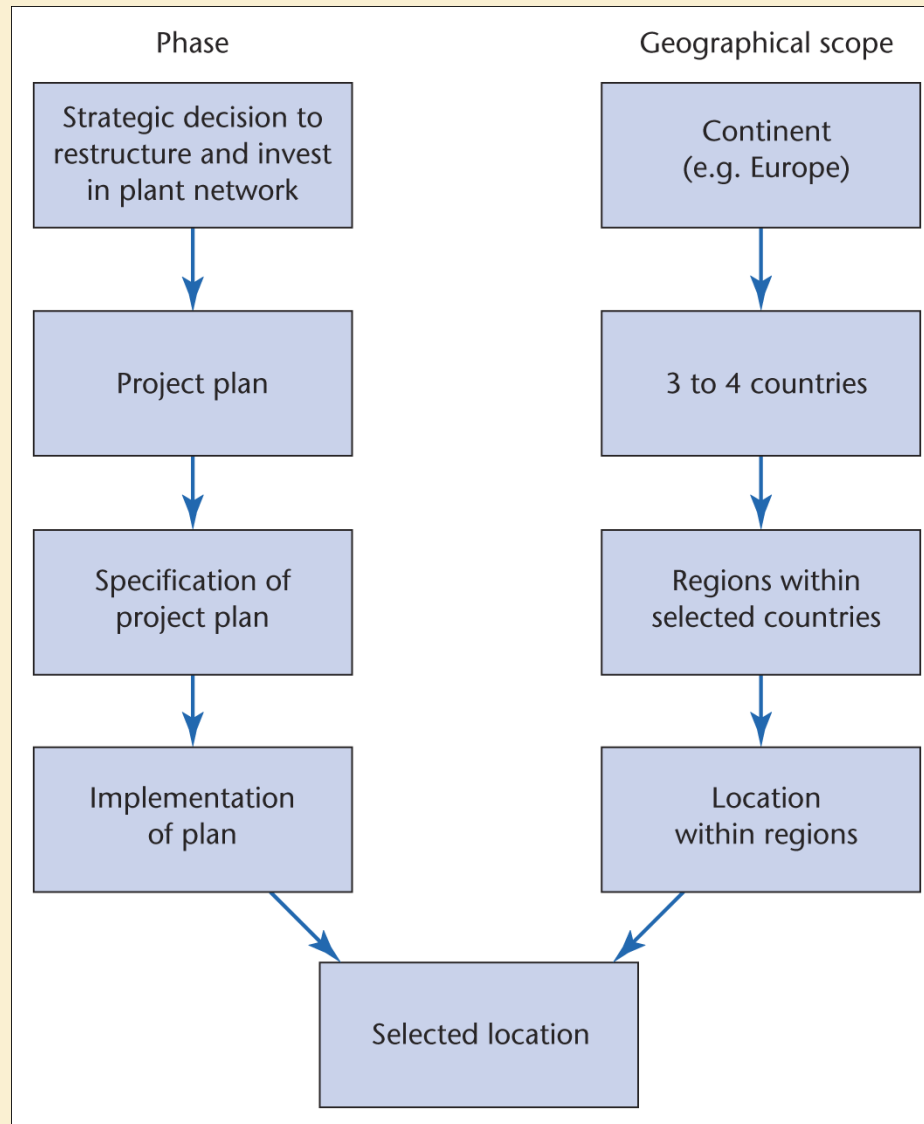 Phase
Strategic decision to
restructure and invest
in plant network
Project plan
Specification of
project plan
Implementation
of plan
Geographical scope
Continent
(e.g. Europe)
3 to 4 countries
Regions within
selected countries
Location
within regions
Selected location